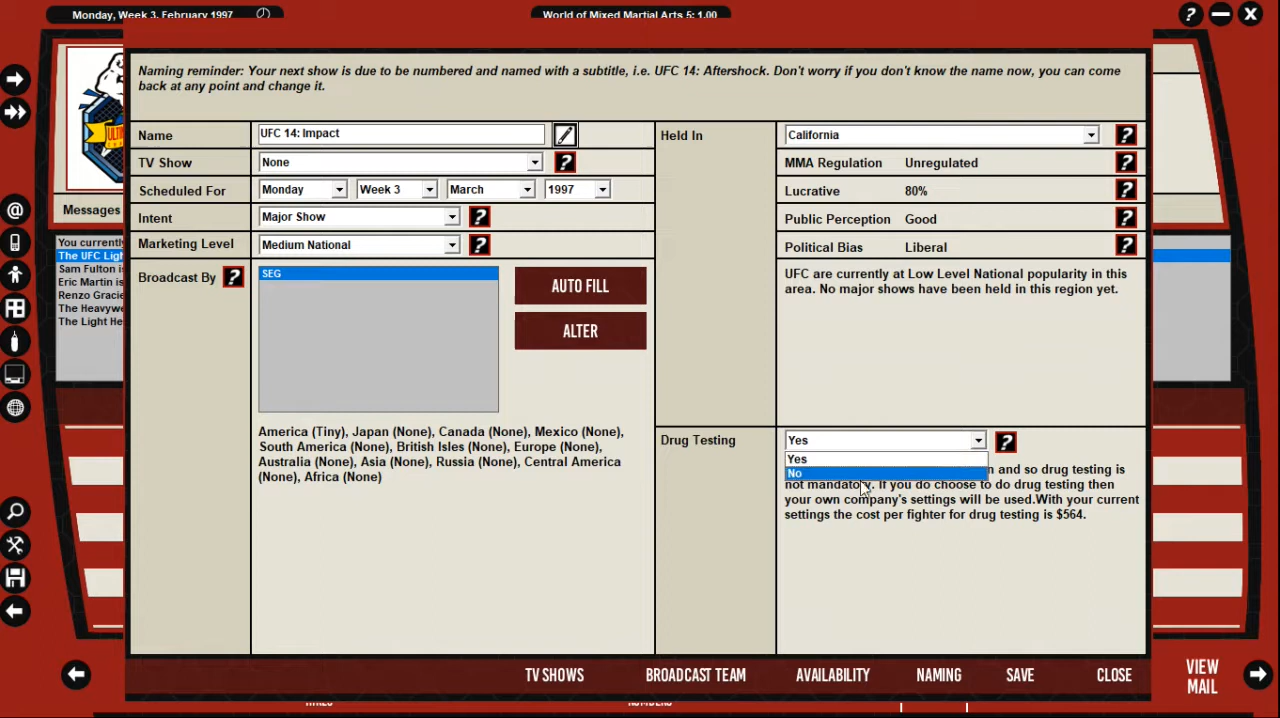 Monday, Week 3, February 1997
World of Mixed Martial Arts 5: 1.00
?
X
Naming reminder: Your next show is due to be numbered and named with a subtitle, i.e. UFC 14: Aftershock. Don't worry if you don't know the name now, you can come
back at any point and change it.
Name
UFC 14: Impact
TV Show
None
?
Scheduled For
Monday
Week 3
March
1997
Intent
Major Show
?
Marketing Level
Medium National
?
Broadcast By
?
SEG
AUTO FILL
ALTER
America (Tiny), Japan (None), Canada (None), Mexico (None),
South America (None), British Isles (None), Europe (None),
Australia (None), Asia (None), Russia (None), Central America
(None), Africa (None)
Held In
California
?
MMA Regulation
Unregulated
?
Lucrative
80%
?
Public Perception
Good
?
Political Bias
Liberal
?
UFC are currently at Low Level National popularity in this
area. No major shows have been held in this region yet.
Drug Testing
Yes
?
Yes
No
and so drug testing is
not mandatory. If you do choose to do drug testing then
your own company's settings will be used.With your current
settings the cost per fighter for drug testing is $564.
Messages
You currently
The UFC Ligh
Sam Fulton is
Eric Martin is
Renzo Gracie
The Heavywe
The Light He
@
TV SHOWS
BROADCAST TEAM
AVAILABILITY
NAMING
SAVE
CLOSE
VIEW
MAIL